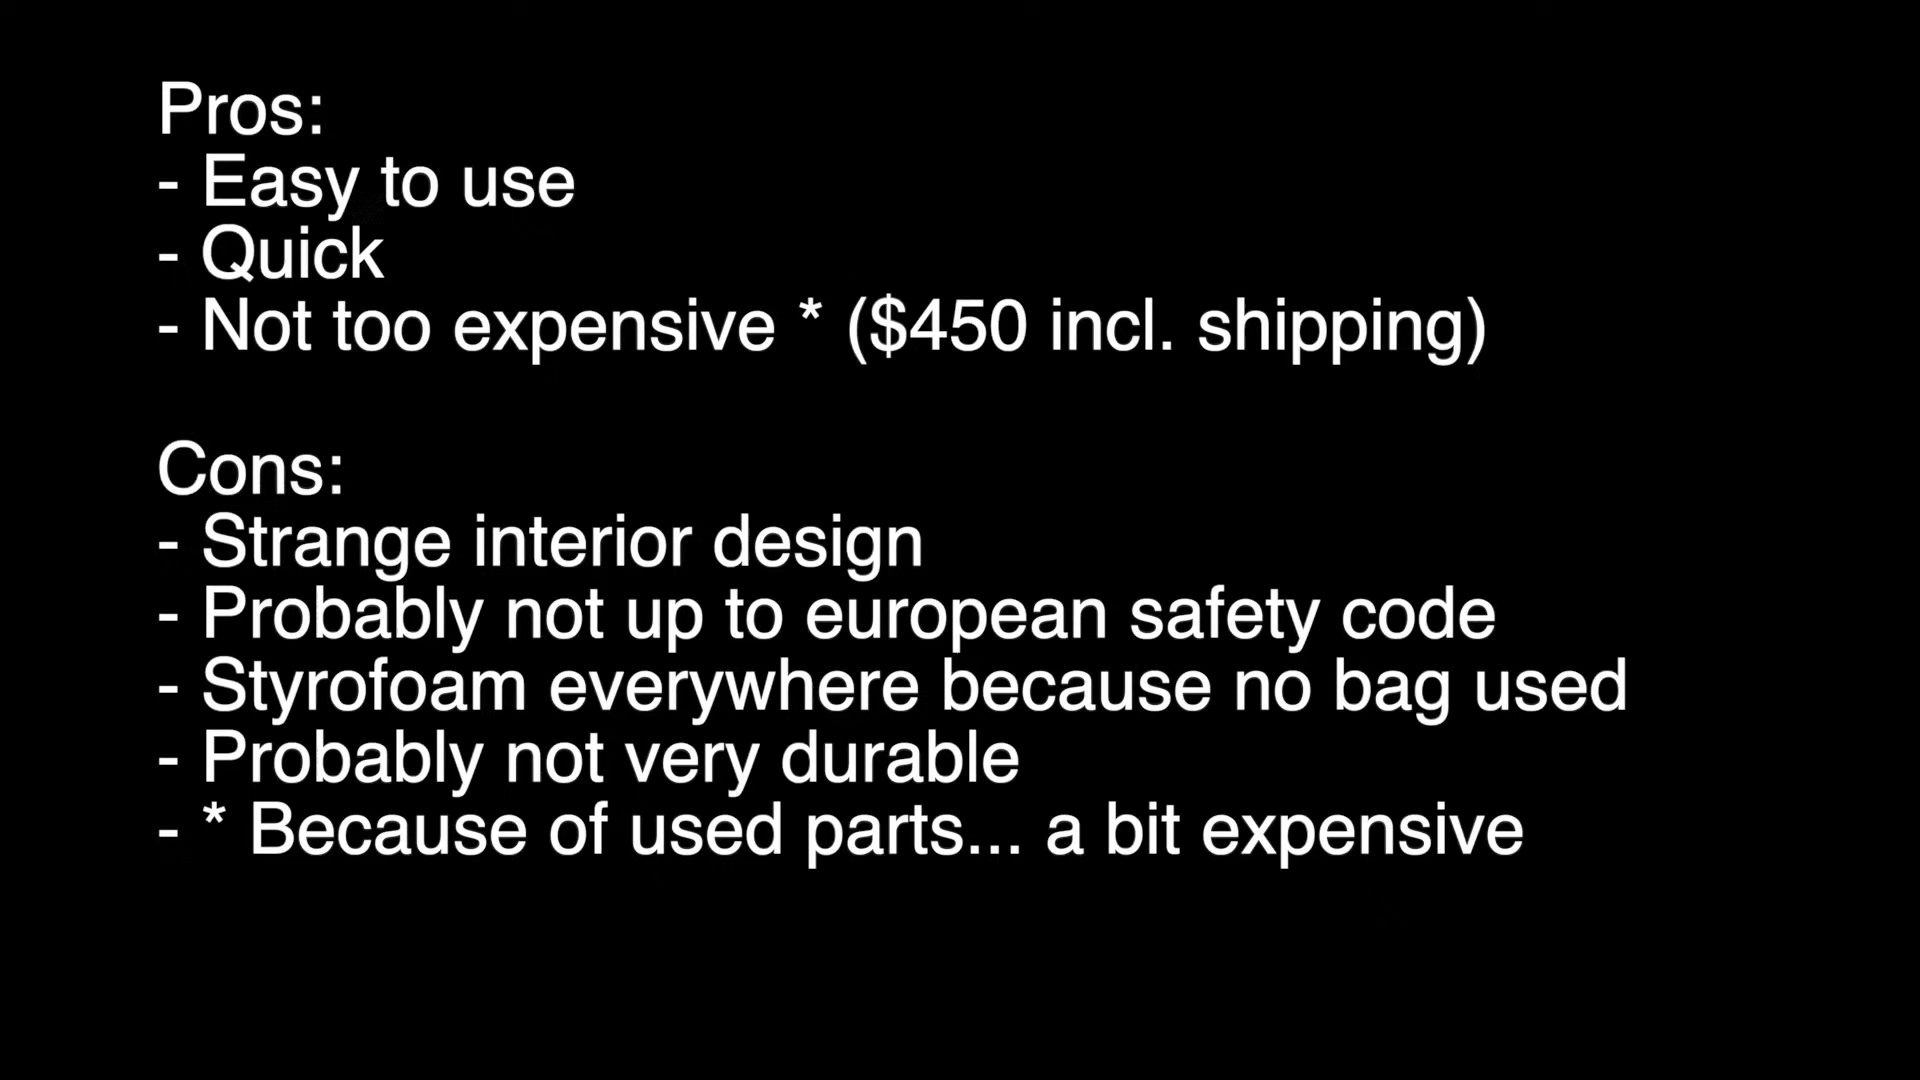 Pros:
- Easy to use
- Quick
- Not too expensive * ($450 incl. shipping)
Cons:
- Strange interior design
- Probably not up to european safety code
- Styrofoam everywhere because no bag used
- Probably not very durable
- * Because of used parts... a bit expensive